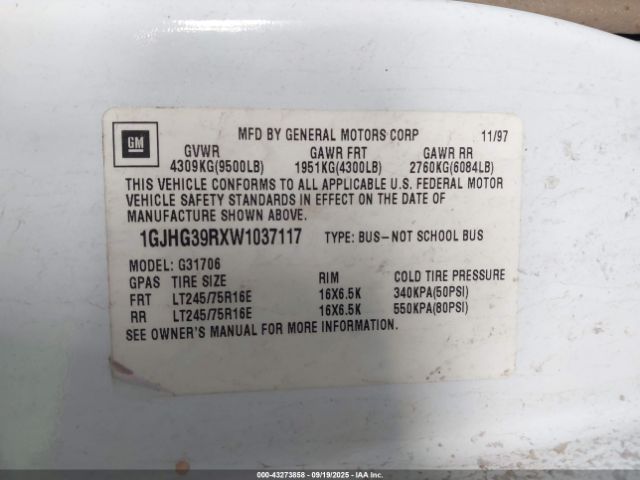 GM
MFD BY GENERAL MOTORS CORP 11/97
GVWR GAWR FRT GAWR RR
4309KG(9500LB) 1951KG(4300LB) 2760KG(6084LB)
THIS VEHICLE CONFORMS TO ALL APPLICABLE U.S. FEDERAL MOTOR
VEHICLE SAFETY STANDARDS IN EFFECT ON THE DATE OF
MANUFACTURE SHOWN ABOVE.
1GJHG39RXW1037117 TYPE: BUS-NOT SCHOOL BUS
MODEL: G31706
GPAS TIRE SIZE RIM COLD TIRE PRESSURE
FRT LT245/75R16E 16X6.5K 340KPA(50PSI)
RR LT245/75R16E 16X6.5K 550KPA(80PSI)
SEE OWNER'S MANUAL FOR MORE INFORMATION.
000-43273858 - 09/19/2025 - IAA Inc.